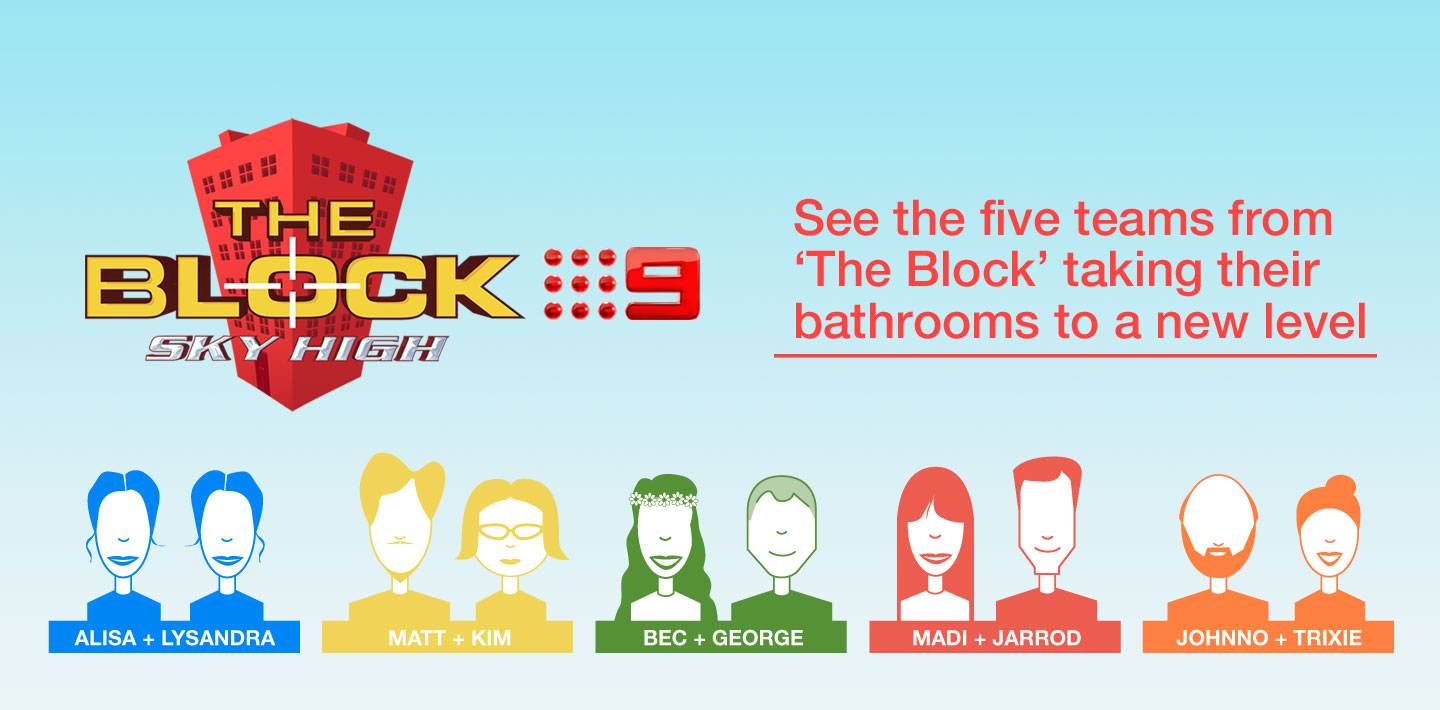 THE
BLOCK
SKY HIGH
9
See the five teams from
‘The Block’ taking their
bathrooms to a new level
ALISA + LYSANDRA
MATT + KIM
BEC + GEORGE
MADI + JARROD
JOHNNO + TRIXIE